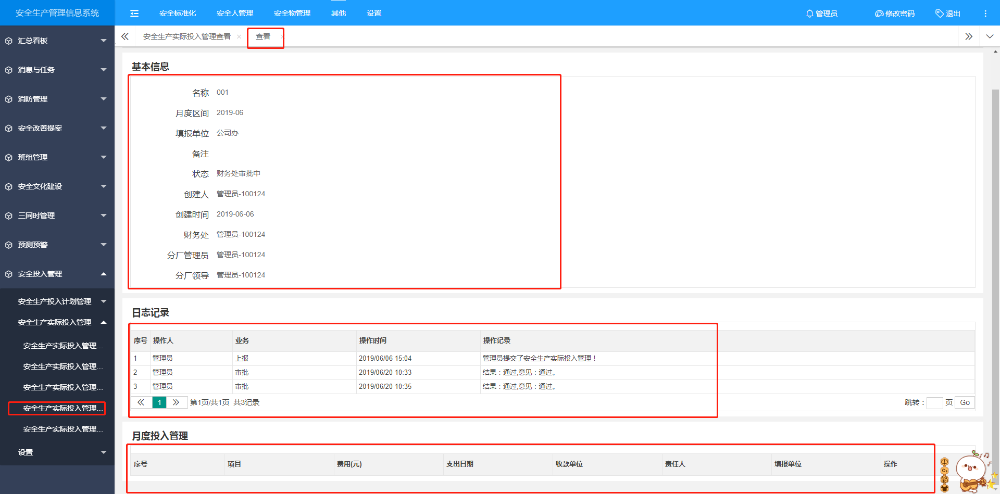 安全生产管理信息系统
安全标准化 安全人管理 安全物管理 其他 设置
管理员 修改密码 退出
安全生产实际投入管理查看 查看
汇总看板
消息与任务
消防管理
安全改善提案
班组管理
安全文化建设
三同时管理
预测预警
安全投入管理
安全生产投入计划管理
安全生产实际投入管理
安全生产实际投入管理...
安全生产实际投入管理...
安全生产实际投入管理...
安全生产实际投入管理...
安全生产实际投入管理...
设置
基本信息
名称 001
月度区间 2019-06
填报单位 公司办
备注
状态 财务处审批中
创建人 管理员-100124
创建时间 2019-06-06
财务处 管理员-100124
分厂管理员 管理员-100124
分厂领导 管理员-100124
日志记录
序号 操作人 业务 操作时间 操作记录
1 管理员 上报 2019/06/06 15:04 管理员提交了安全生产实际投入管理！
2 管理员 审批 2019/06/20 10:33 结果：通过,意见：通过。
3 管理员 审批 2019/06/20 10:35 结果：通过,意见：通过。
1 第1页/共1页 共3记录 跳转： 页 Go
月度投入管理
序号 项目 费用(元) 支出日期 收款单位 责任人 填报单位 操作
中
简